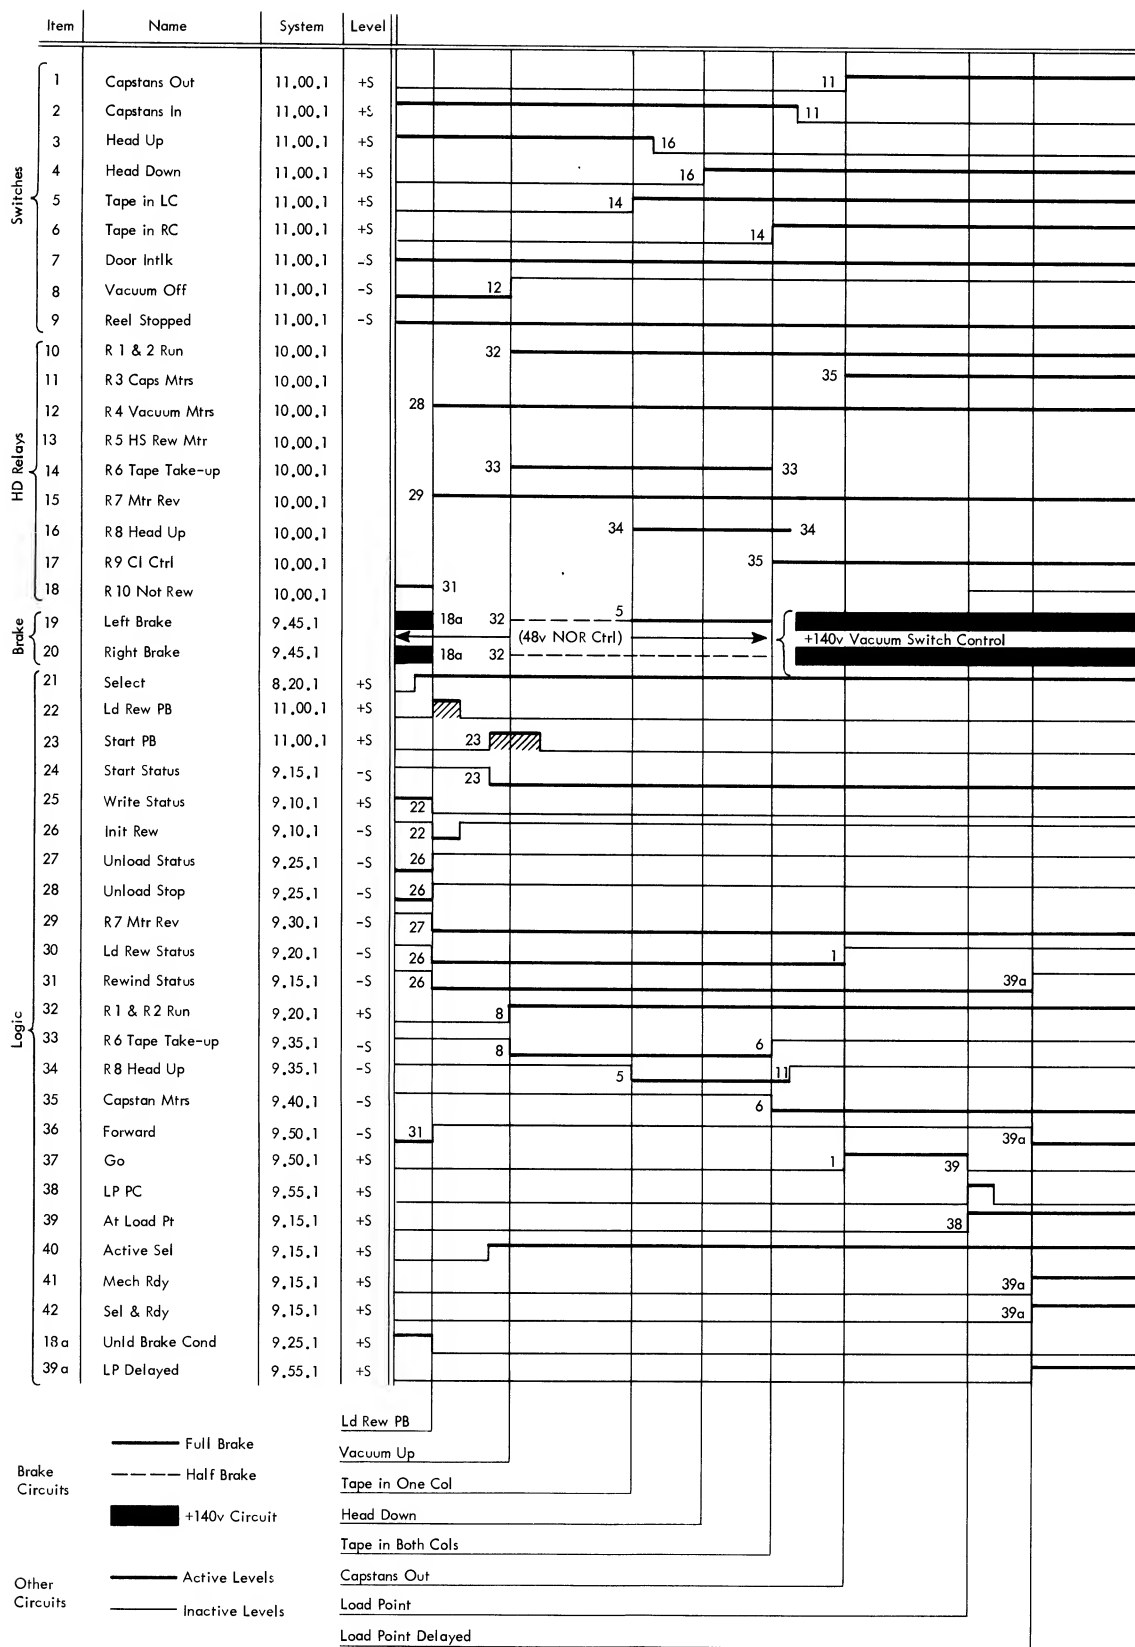 Item Name System Level
Switches
1 Capstans Out 11.00.1 +S 11
2 Capstans In 11.00.1 +S 11
3 Head Up 11.00.1 +S 16
4 Head Down 11.00.1 +S 16
5 Tape in LC 11.00.1 +S 14
6 Tape in RC 11.00.1 +S 14
7 Door Intlk 11.00.1 -S
8 Vacuum Off 11.00.1 -S 12
9 Reel Stopped 11.00.1 -S
HD Relays
10 R 1 & 2 Run 10.00.1 32
11 R3 Caps Mtrs 10.00.1 35
12 R4 Vacuum Mtrs 10.00.1 28
13 R5 HS Rew Mtr 10.00.1
14 R6 Tape Take-up 10.00.1 33 33
15 R7 Mtr Rev 10.00.1 29
16 R8 Head Up 10.00.1 34 34
17 R9 Cl Ctrl 10.00.1 35
18 R10 Not Rew 10.00.1 31
Brake
19 Left Brake 9.45.1 18a 32 5
(48v NOR Ctrl) +140v Vacuum Switch Control
20 Right Brake 9.45.1 18a 32
Logic
21 Select 8.20.1 +S
22 Ld Rew PB 11.00.1 +S
23 Start PB 11.00.1 +S 23
24 Start Status 9.15.1 -S 23
25 Write Status 9.10.1 +S 22
26 Init Rew 9.10.1 -S 22
27 Unload Status 9.25.1 -S 26
28 Unload Stop 9.25.1 -S 26
29 R7 Mtr Rev 9.30.1 -S 27
30 Ld Rew Status 9.20.1 -S 26 1
31 Rewind Status 9.15.1 -S 26 39a
32 R1 & R2 Run 9.20.1 +S 8
33 R6 Tape Take-up 9.35.1 -S 8 6
34 R8 Head Up 9.35.1 -S 5 11
35 Capstan Mtrs 9.40.1 -S 6
36 Forward 9.50.1 -S 31 39a
37 Go 9.50.1 +S 1 39
38 LP PC 9.55.1 +S
39 At Load Pt 9.15.1 +S 38
40 Active Sel 9.15.1 +S
41 Mech Rdy 9.15.1 +S 39a
42 Sel & Rdy 9.15.1 +S 39a
18a Unld Brake Cond 9.25.1 +S
39a LP Delayed 9.55.1 +S
Ld Rew PB
Vacuum Up
Tape in One Col
Head Down
Tape in Both Cols
Capstans Out
Load Point
Load Point Delayed
Brake
Circuits
Full Brake
Half Brake
+140v Circuit
Other
Circuits
Active Levels
Inactive Levels